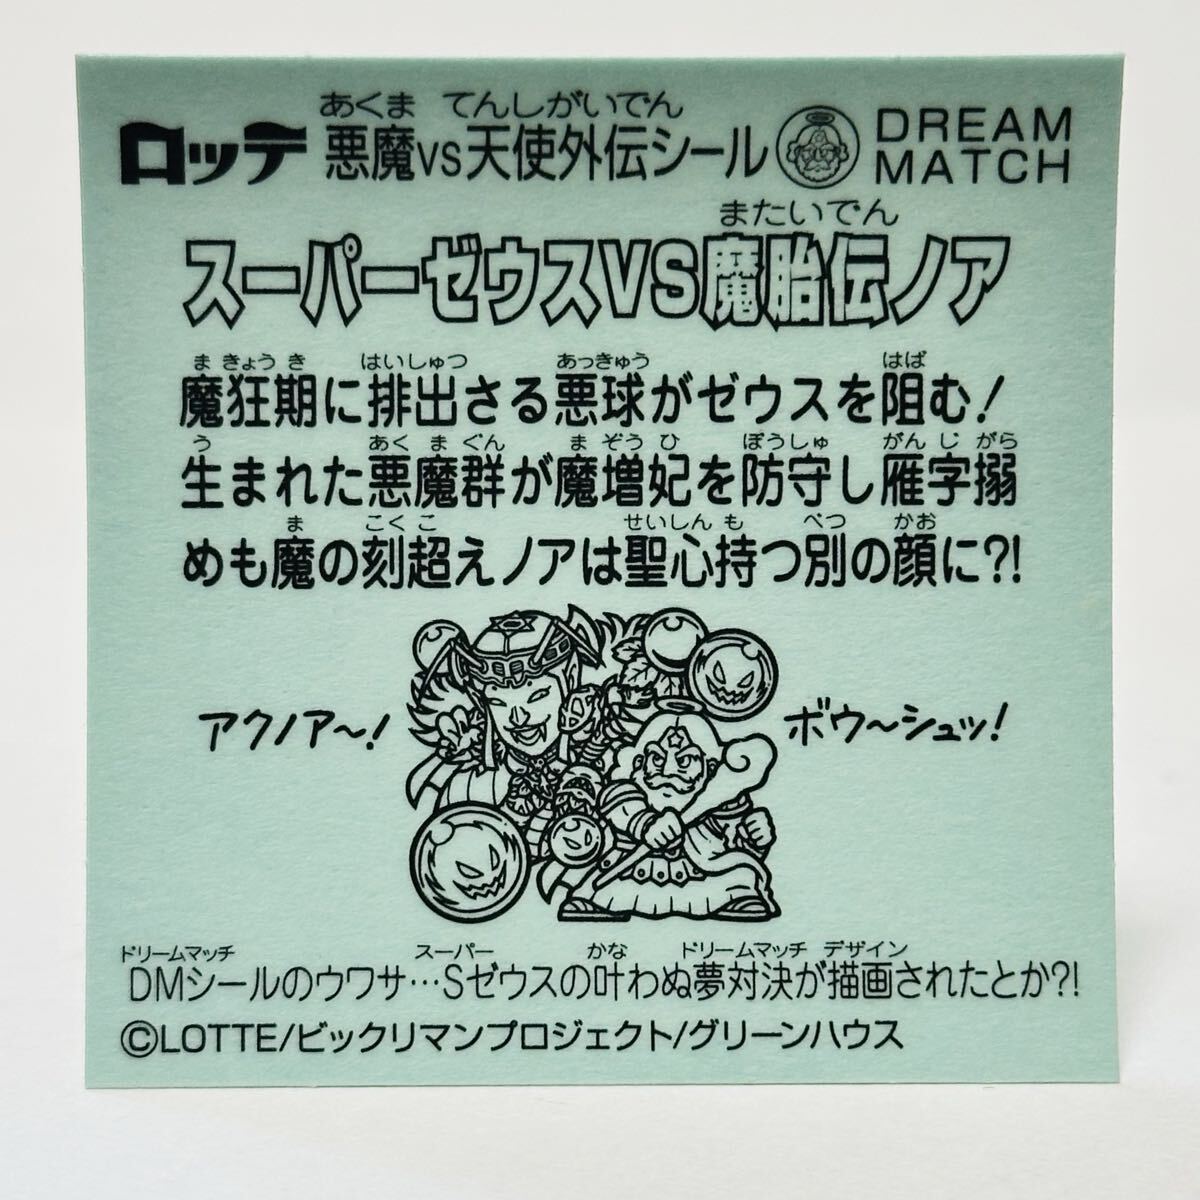 ロッテ 悪魔VS天使外伝シール DREAM MATCH
あくま てんしがいでん
スーパーゼウスVS魔胎伝ノア
またいでん
魔狂期に排出さる悪球がゼウスを阻む!
まきょうき はいしゅつ あっきゅう はば
生まれた悪魔群が魔増妃を防守し雁字搦
う あくまぐん まぞうひ ぼうしゅ がんじがら
めも魔の刻超えノアは聖心持つ別の顔に?!
ま こくこ せいしんも べつ かお
アクノア〜!
ボウ〜シュッ!
DMシールのウワサ…Sゼウスの叶わぬ夢対決が描画されたとか?!
ドリームマッチ スーパー かな ドリームマッチ デザイン
©LOTTE/ビックリマンプロジェクト/グリーンハウス